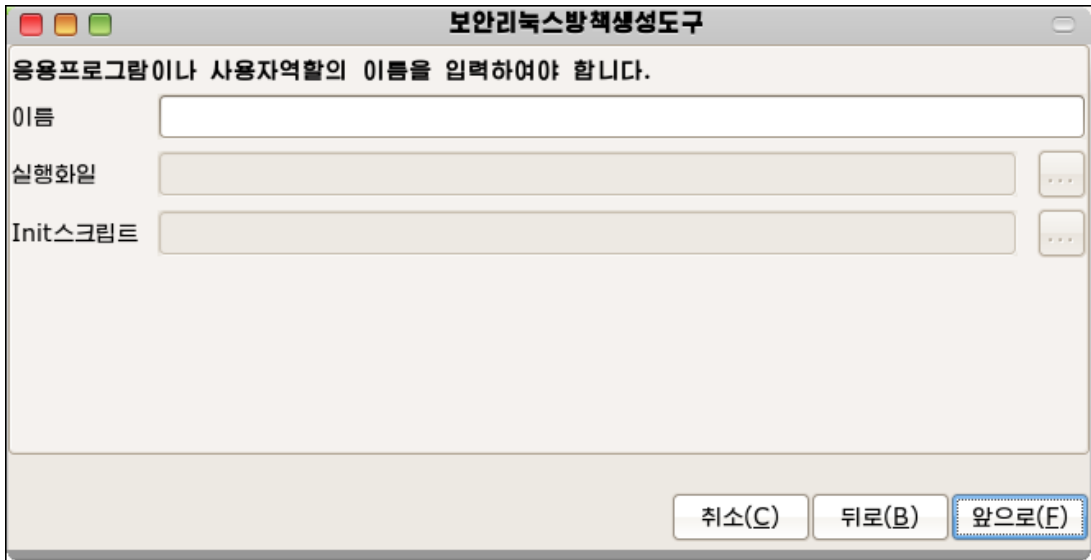 보안리눅스방책생성도구
응용프로그람이나 사용자역할의 이름을 입력하여야 합니다.
이름
실행화일
...
Init스크립트
...
취소(C) 뒤로(B) 앞으로(F)